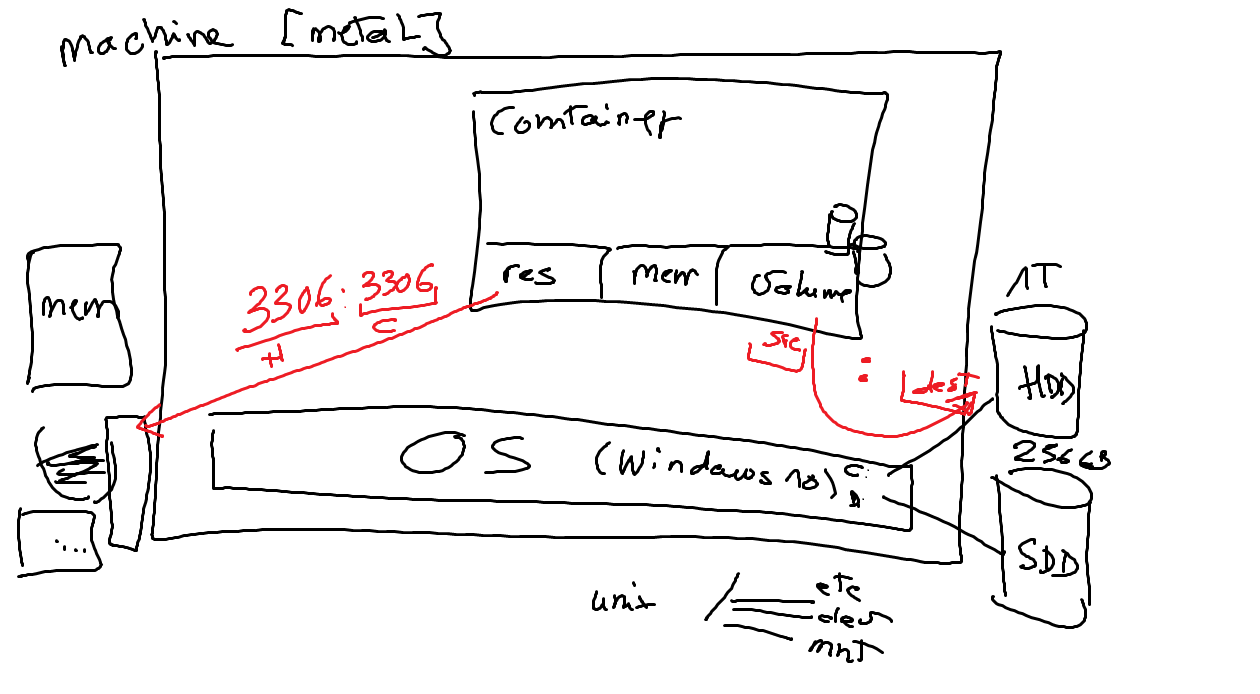 machine [metal]
Comtainer
mem
res
mem
Volume
3306 : 3306
H
C
src : dest
1T
HDD
OS (Windows 10)
C:
D:
256GB
SDD
...
unix /
etc
dev
mnt